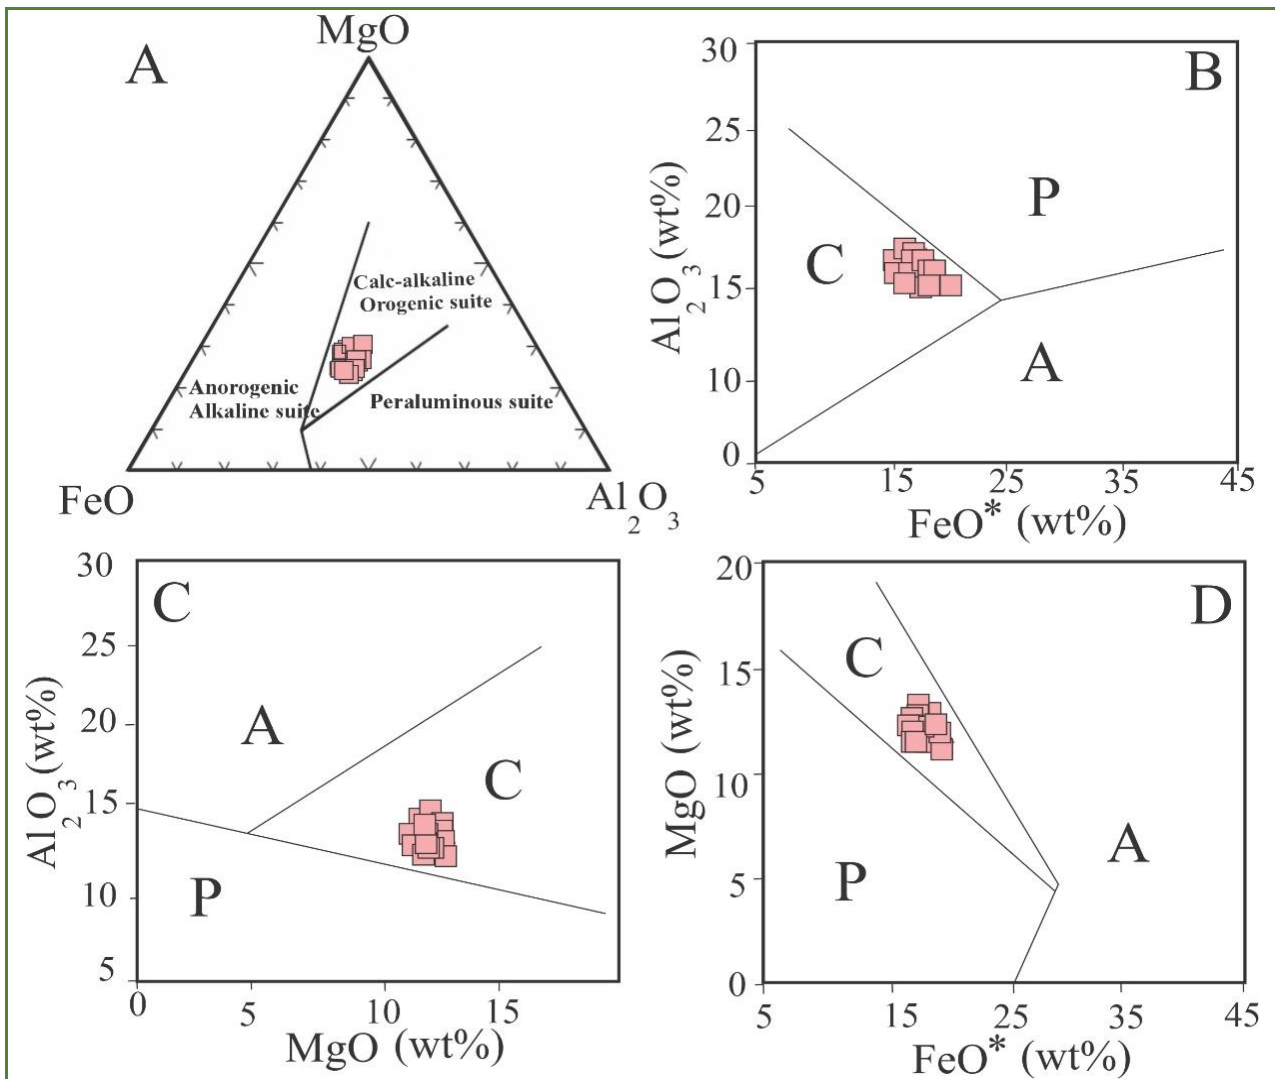 MgO
A
Calc-alkaline
Orogenic suite
Anorogenic
Alkaline suite
Peraluminous suite
FeO
Al2O3
B
30
25
20
15
10
0
Al2O3 (wt%)
P
C
A
5
15
25
35
45
FeO* (wt%)
C
30
25
20
15
10
5
Al2O3 (wt%)
A
C
P
0
5
10
15
MgO (wt%)
D
20
15
10
5
0
MgO (wt%)
C
P
A
5
15
25
35
45
FeO* (wt%)